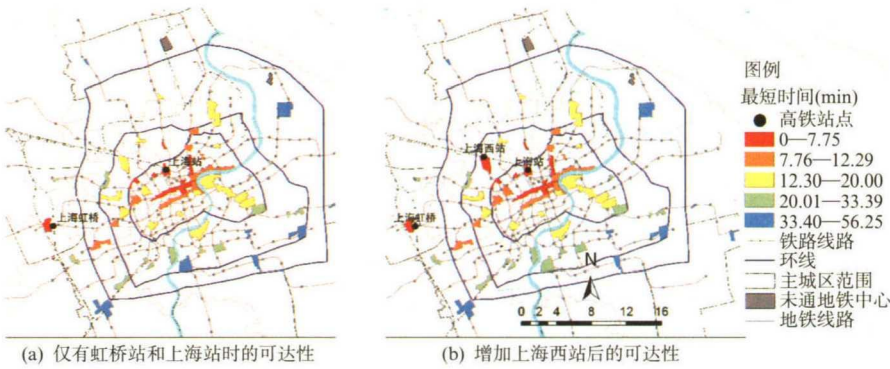 上海站
上海虹桥
上海西站
上海站
上海虹桥
N
0 2 4 8 12 16
图例
最短时间(min)
高铁站点
0—7.75
7.76—12.29
12.30—20.00
20.01—33.39
33.40—56.25
铁路线路
环线
主城区范围
未通地铁中心
地铁线路
(a) 仅有虹桥站和上海站时的可达性
(b) 增加上海西站后的可达性